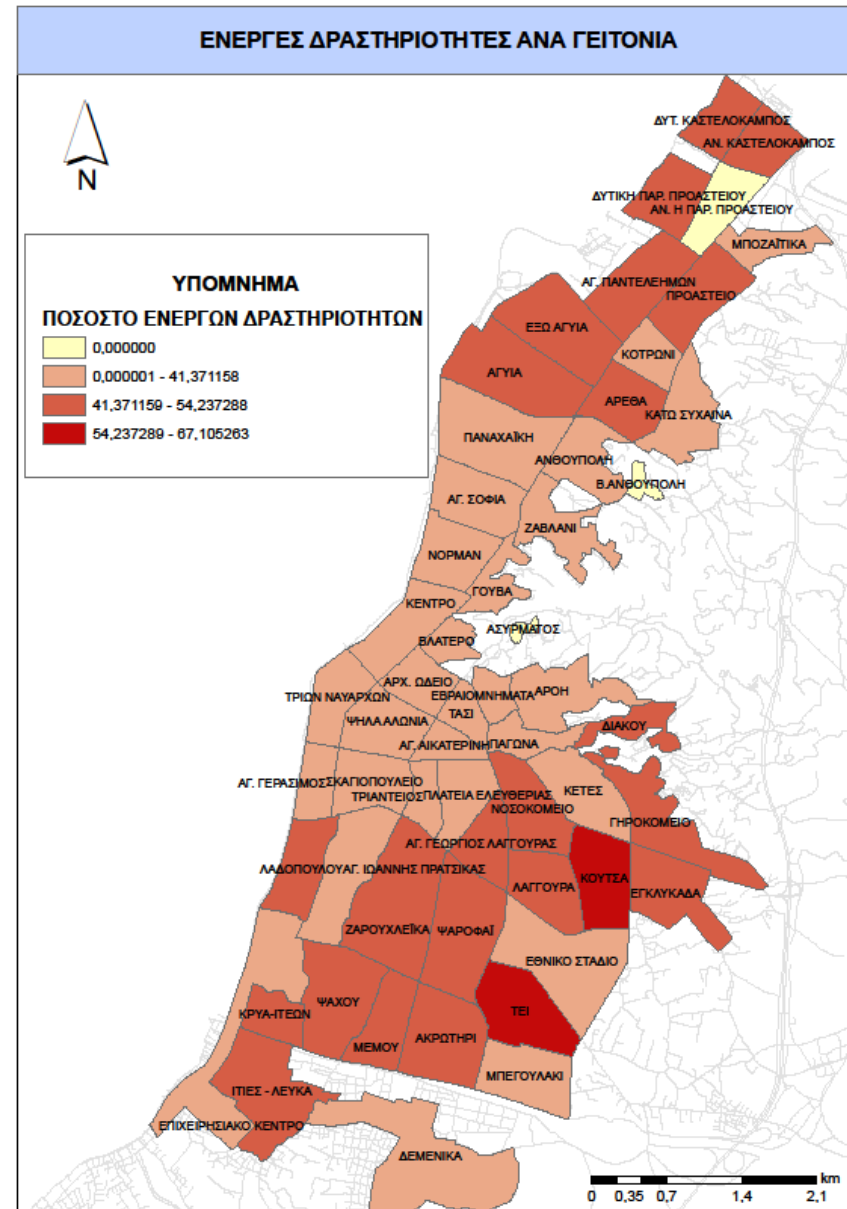 ΕΝΕΡΓΕΣ ΔΡΑΣΤΗΡΙΟΤΗΤΕΣ ΑΝΑ ΓΕΙΤΟΝΙΑ
N
ΥΠΟΜΝΗΜΑ
ΠΟΣΟΣΤΟ ΕΝΕΡΓΩΝ ΔΡΑΣΤΗΡΙΟΤΗΤΩΝ
0,000000
0,000001 - 41,371158
41,371159 - 54,237288
54,237289 - 67,105263
ΔΥΤ. ΚΑΣΤΕΛΟΚΑΜΠΟΣ
ΑΝ. ΚΑΣΤΕΛΟΚΑΜΠΟΣ
ΔΥΤΙΚΗ ΠΑΡ. ΠΡΟΑΣΤΕΙΟΥ
ΑΝ. Η ΠΑΡ. ΠΡΟΑΣΤΕΙΟΥ
ΜΠΟΖΑΪΤΙΚΑ
ΑΓ. ΠΑΝΤΕΛΕΗΜΩΝ
ΠΡΟΑΣΤΕΙΟ
ΕΞΩ ΑΓΥΙΑ
ΚΟΤΡΩΝΙ
ΑΓΥΙΑ
ΑΡΕΘΑ
ΚΑΤΩ ΣΥΧΑΙΝΑ
ΠΑΝΑΧΑΪΚΗ
ΑΝΘΟΥΠΟΛΗ
Β.ΑΝΘΟΥΠΟΛΗ
ΑΓ. ΣΟΦΙΑ
ΖΑΒΛΑΝΙ
ΝΟΡΜΑΝ
ΓΟΥΒΑ
ΚΕΝΤΡΟ
ΑΣΥΡΜΑΤΟΣ
ΒΛΑΤΕΡΟ
ΑΡΧ. ΩΔΕΙΟ
ΕΒΡΑΙΟΜΝΗΜΑΤΑ
ΑΡΟΗ
ΤΡΙΩΝ ΝΑΥΑΡΧΩΝ
ΤΑΣΙ
ΨΗΛΑ ΑΛΩΝΙΑ
ΔΙΑΚΟΥ
ΑΓ. ΑΙΚΑΤΕΡΙΝΗ
ΠΑΓΩΝΑ
ΑΓ. ΓΕΡΑΣΙΜΟΣ
ΣΚΑΓΙΟΠΟΥΛΕΙΟ
ΤΡΙΑΝΤΕΙΟΣ
ΠΛΑΤΕΙΑ ΕΛΕΥΘΕΡΙΑΣ
ΚΕΤΕΣ
ΝΟΣΟΚΟΜΕΙΟ
ΓΗΡΟΚΟΜΕΙΟ
ΑΓ. ΓΕΩΡΓΙΟΣ ΛΑΓΓΟΥΡΑΣ
ΛΑΔΟΠΟΥΛΟΥ
ΑΓ. ΙΩΑΝΝΗΣ ΠΡΑΤΣΙΚΑΣ
ΚΟΥΤΣΑ
ΛΑΓΓΟΥΡΑ
ΕΓΚΛΥΚΑΔΑ
ΖΑΡΟΥΧΛΕΪΚΑ
ΨΑΡΟΦΑΪ
ΕΘΝΙΚΟ ΣΤΑΔΙΟ
ΨΑΧΟΥ
ΚΡΥΑ-ΙΤΕΩΝ
ΤΕΙ
ΑΚΡΩΤΗΡΙ
ΜΕΜΟΥ
ΜΠΕΓΟΥΛΑΚΙ
ΙΤΙΕΣ - ΛΕΥΚΑ
ΕΠΙΧΕΙΡΗΣΙΑΚΟ ΚΕΝΤΡΟ
ΔΕΜΕΝΙΚΑ
km
0 0,35 0,7 1,4 2,1